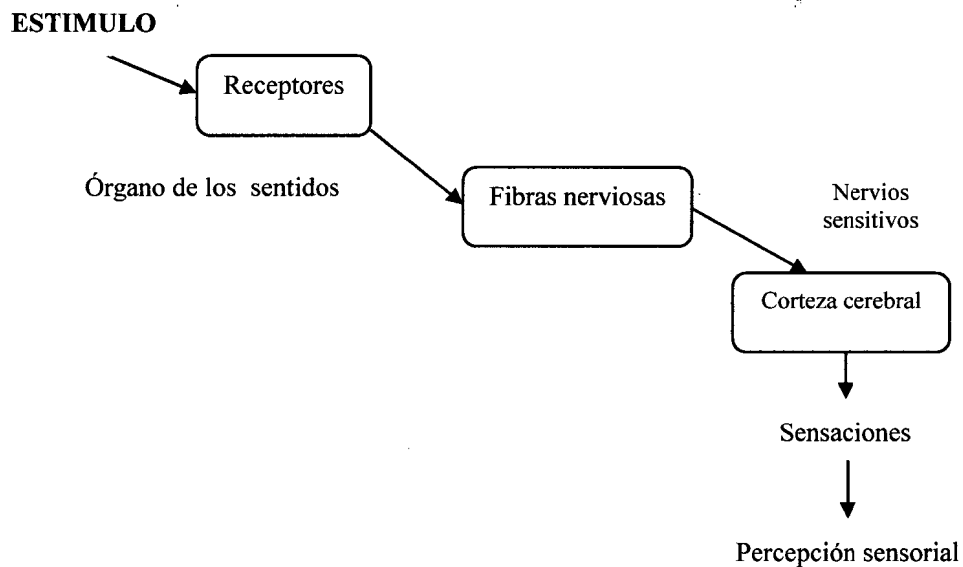 ESTIMULO
Receptores
Órgano de los sentidos
Fibras nerviosas
Nervios
sensitivos
Corteza cerebral
Sensaciones
Percepción sensorial